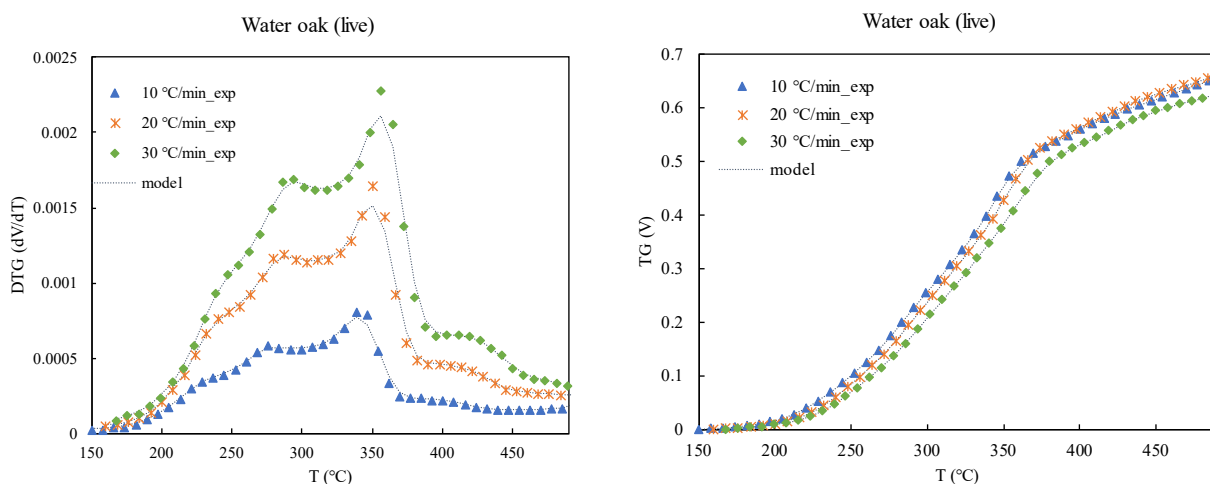 Water oak (live)
0.0025
0.002
0.0015
0.001
0.0005
0
DTG (dV/dT)
10 °C/min_exp
20 °C/min_exp
30 °C/min_exp
model
150 200 250 300 350 400 450
T (°C)
Water oak (live)
0.7
0.6
0.5
0.4
0.3
0.2
0.1
0
TG (V)
10 °C/min_exp
20 °C/min_exp
30 °C/min_exp
model
150 200 250 300 350 400 450
T (°C)